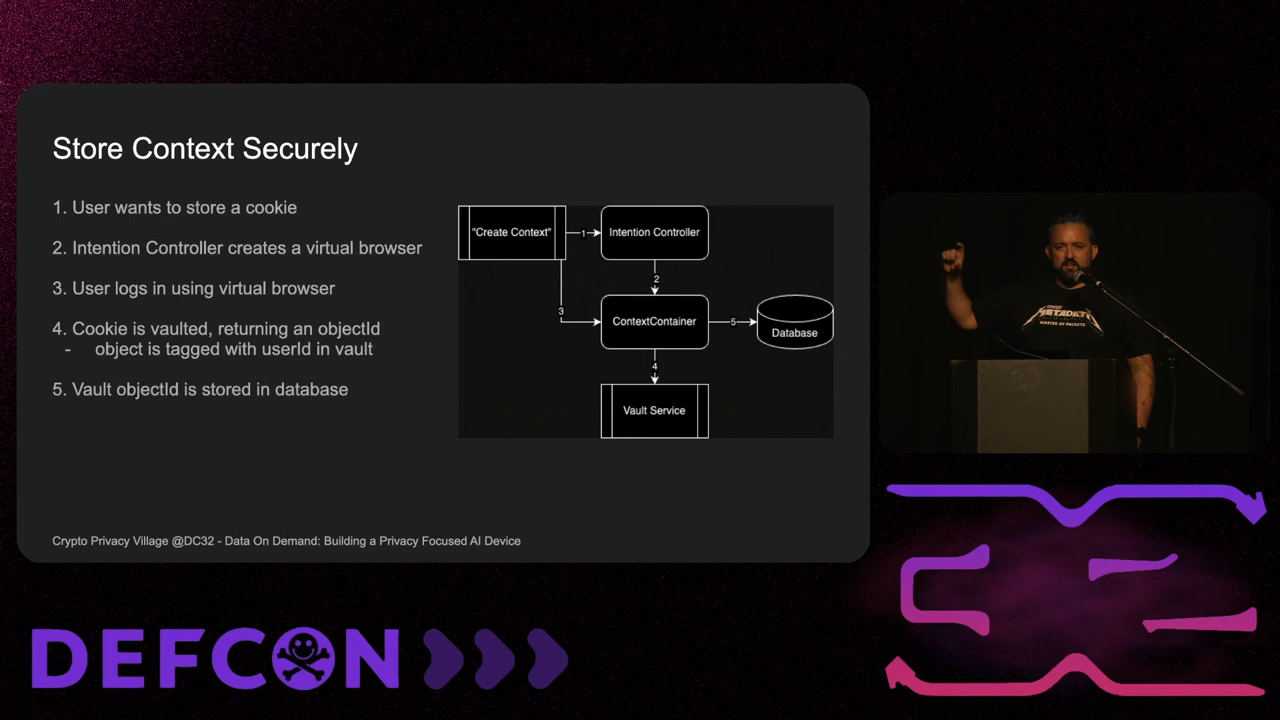 Store Context Securely
1. User wants to store a cookie
2. Intention Controller creates a virtual browser
3. User logs in using virtual browser
4. Cookie is vaulted, returning an objectId
- object is tagged with userId in vault
5. Vault objectId is stored in database
"Create Context"
1
Intention Controller
2
3
ContextContainer
5
Database
4
Vault Service
Crypto Privacy Village @DC32 - Data On Demand: Building a Privacy Focused AI Device
METADATA
MASTER OF PACKETS
DEFCON